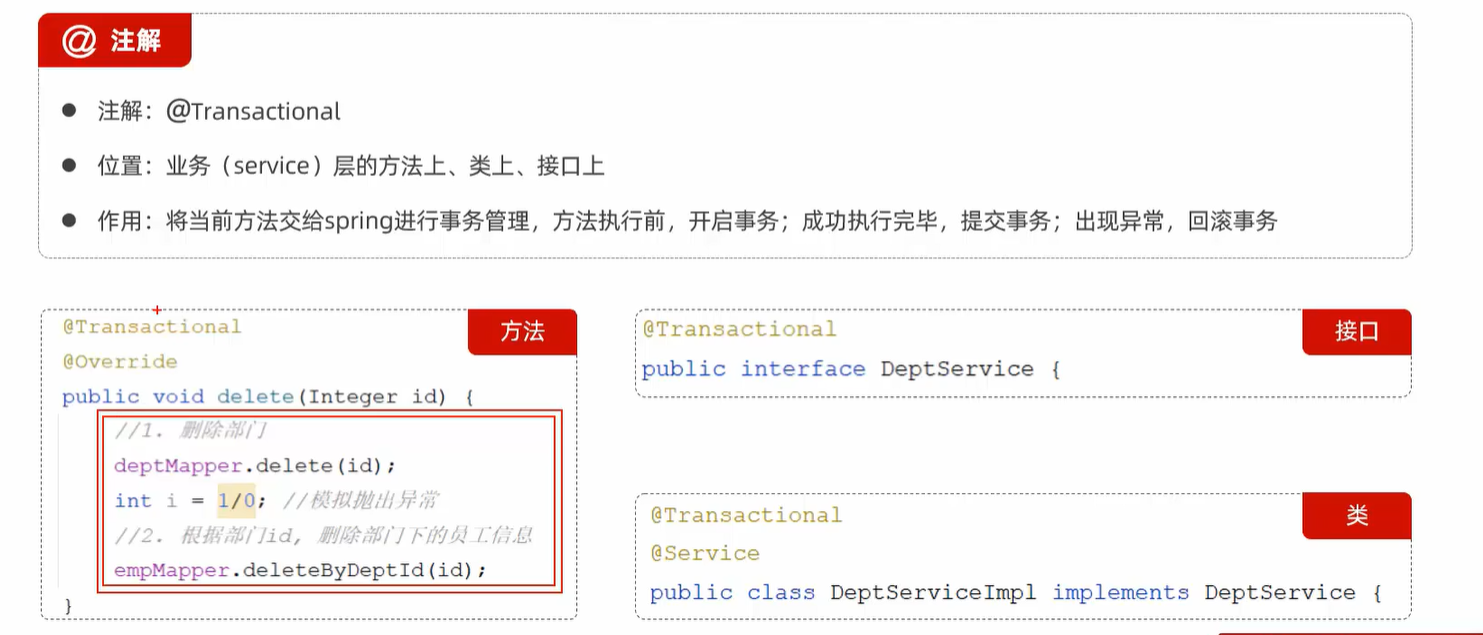 @ 注解
注解：@Transactional
位置：业务（service）层的方法上、类上、接口上
作用：将当前方法交给spring进行事务管理，方法执行前，开启事务；成功执行完毕，提交事务；出现异常，回滚事务
方法
@Transactional
@Override
public void delete(Integer id) {
//1. 删除部门
deptMapper.delete(id);
int i = 1/0; //模拟抛出异常
//2. 根据部门id, 删除部门下的员工信息
empMapper.deleteByDeptId(id);
}
接口
@Transactional
public interface DeptService {
类
@Transactional
@Service
public class DeptServiceImpl implements DeptService {